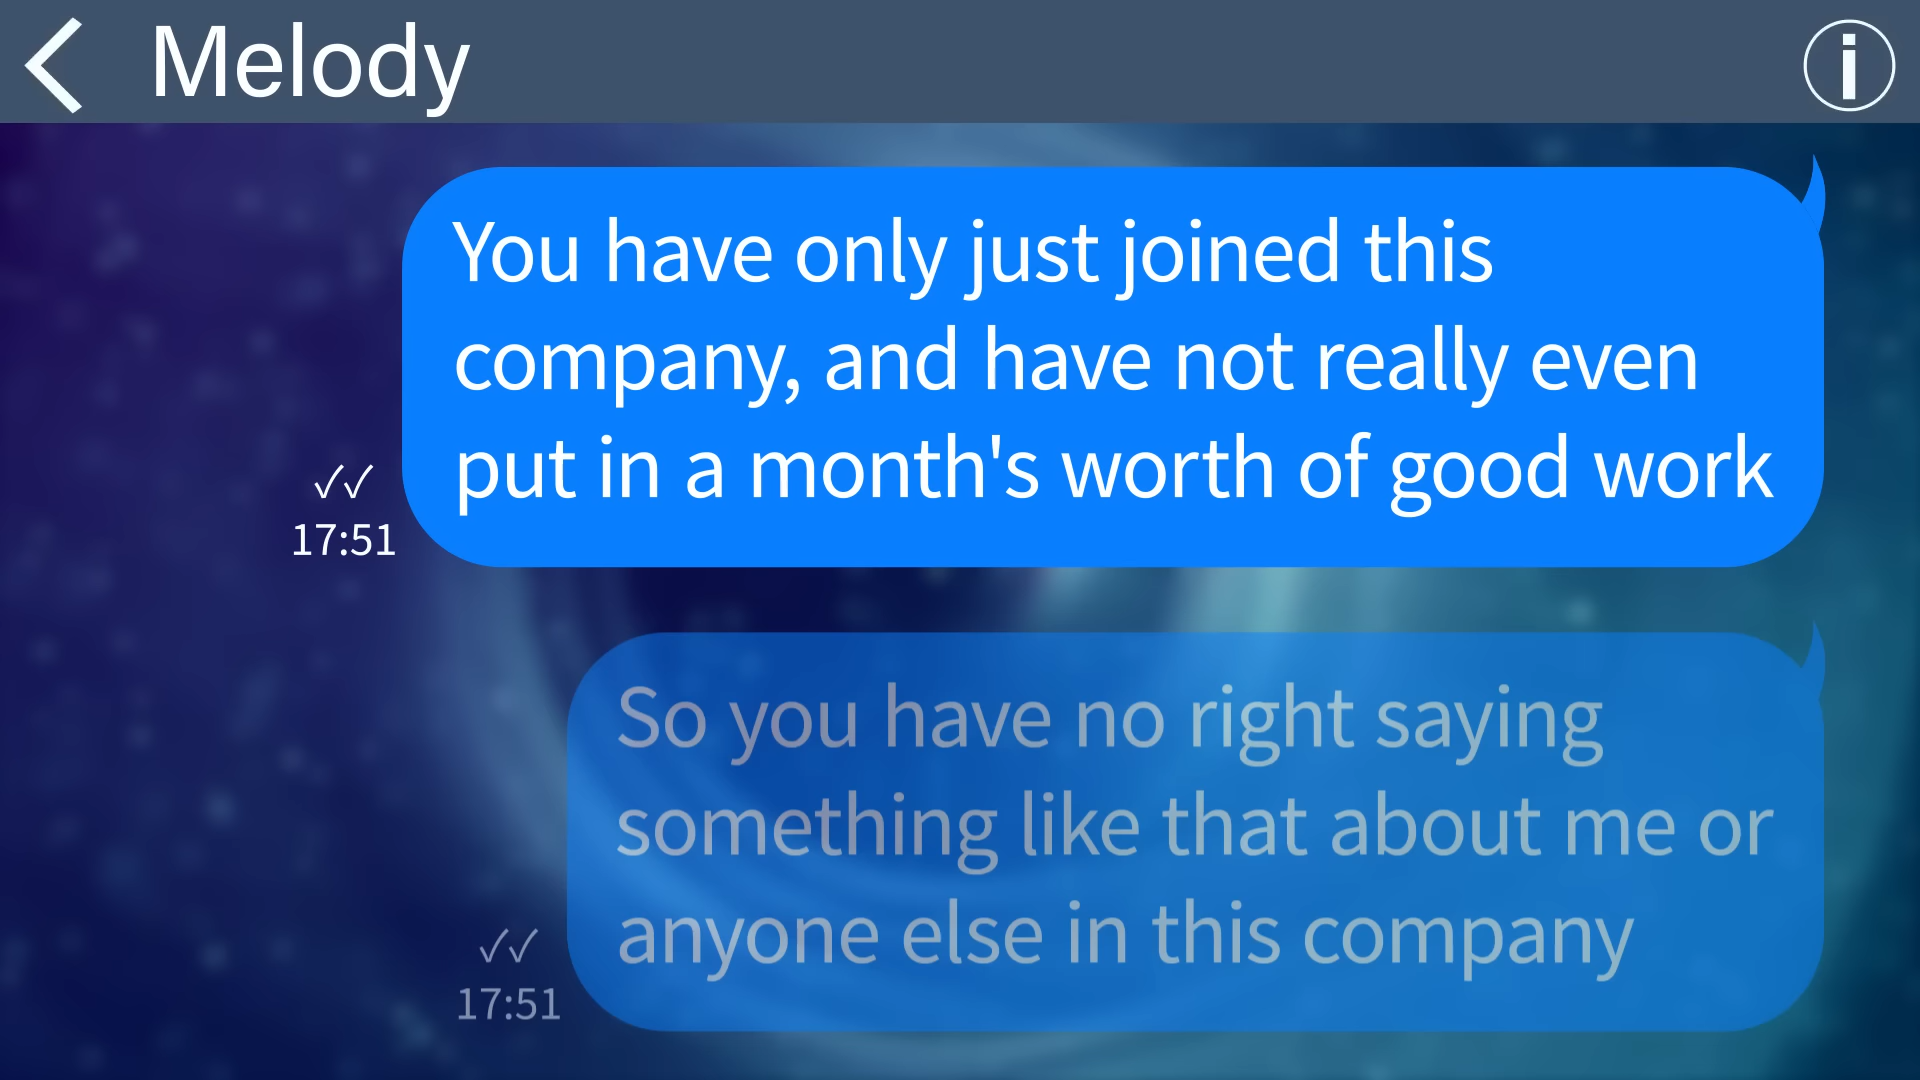 Melody
You have only just joined this
company, and have not really even
put in a month's worth of good work
✓✓
17:51
So you have no right saying
something like that about me or
anyone else in this company
✓✓
17:51